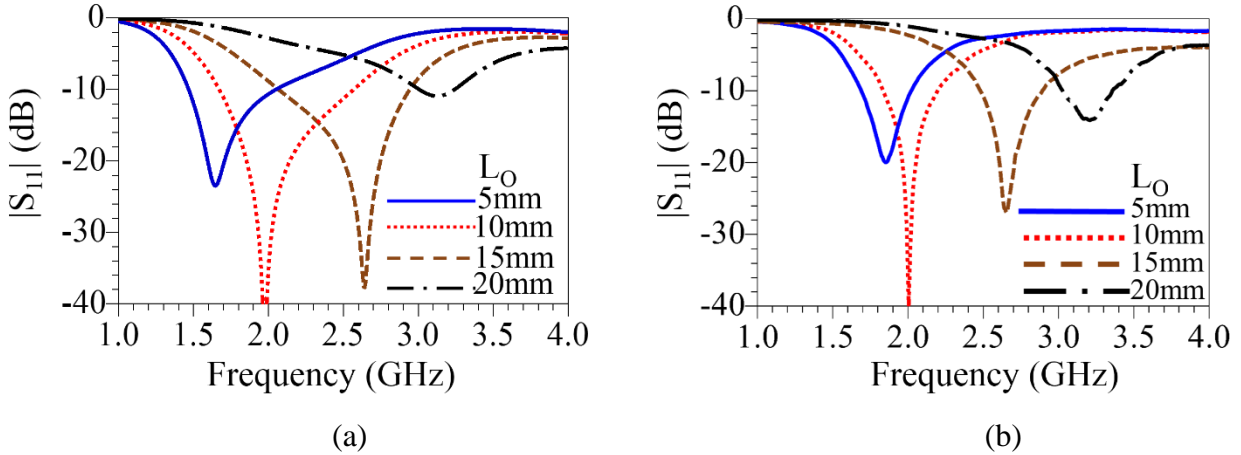 0
-10
-20
-30
-40
|S11| (dB)
LO
5mm
10mm
15mm
20mm
1.0 1.5 2.0 2.5 3.0 3.5 4.0
Frequency (GHz)
(a)
0
-10
-20
-30
-40
|S11| (dB)
LO
5mm
10mm
15mm
20mm
1.0 1.5 2.0 2.5 3.0 3.5 4.0
Frequency (GHz)
(b)